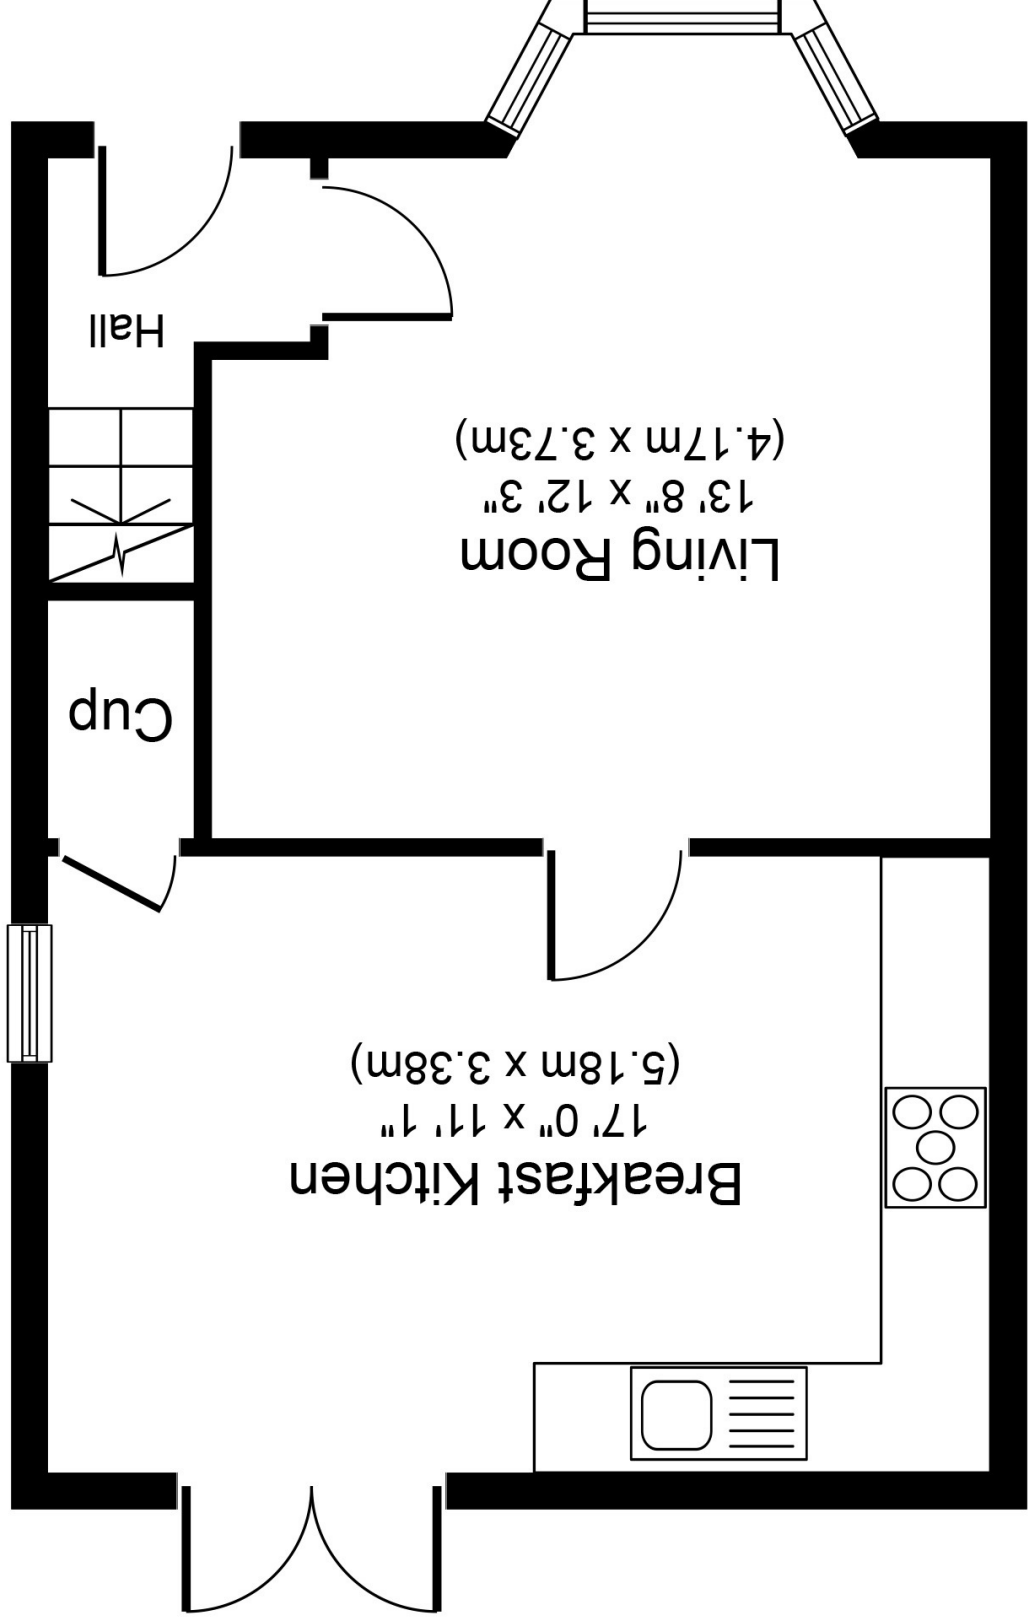 Breakfast Kitchen
17' 0" x 11' 1"
(5.18m x 3.38m)
Cup
Living Room
13' 8" x 12' 3"
(4.17m x 3.73m)
Hall